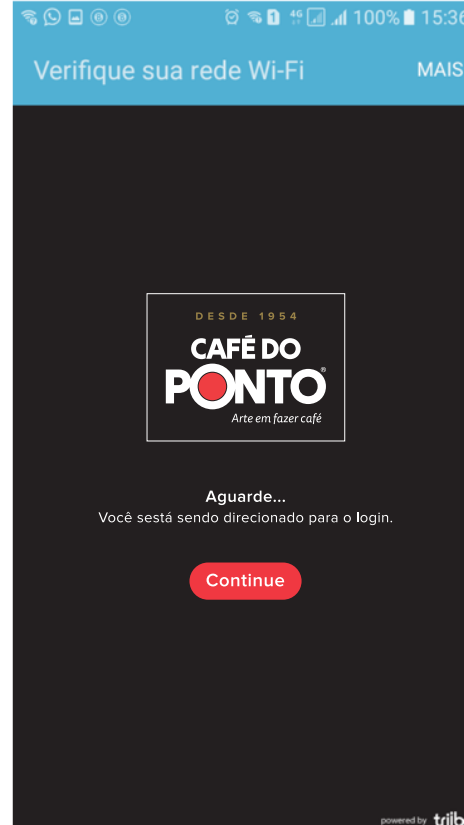 4G 100% 15:36
Verifique sua rede Wi-Fi MAIS
DESDE 1954
CAFÉ DO
PONTO®
Arte em fazer café
Aguarde...
Você sestá sendo direcionado para o login.
Continue
powered by